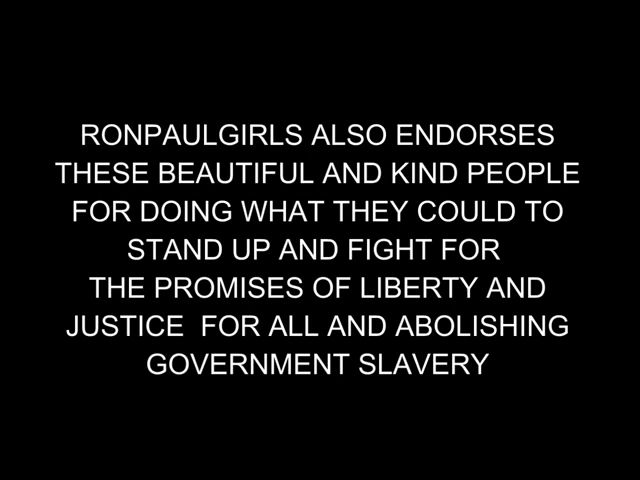 RONPAULGIRLS ALSO ENDORSES
THESE BEAUTIFUL AND KIND PEOPLE
FOR DOING WHAT THEY COULD TO
STAND UP AND FIGHT FOR
THE PROMISES OF LIBERTY AND
JUSTICE  FOR ALL AND ABOLISHING
GOVERNMENT SLAVERY